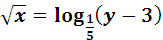 √x = log_{1/5}(y − 3)